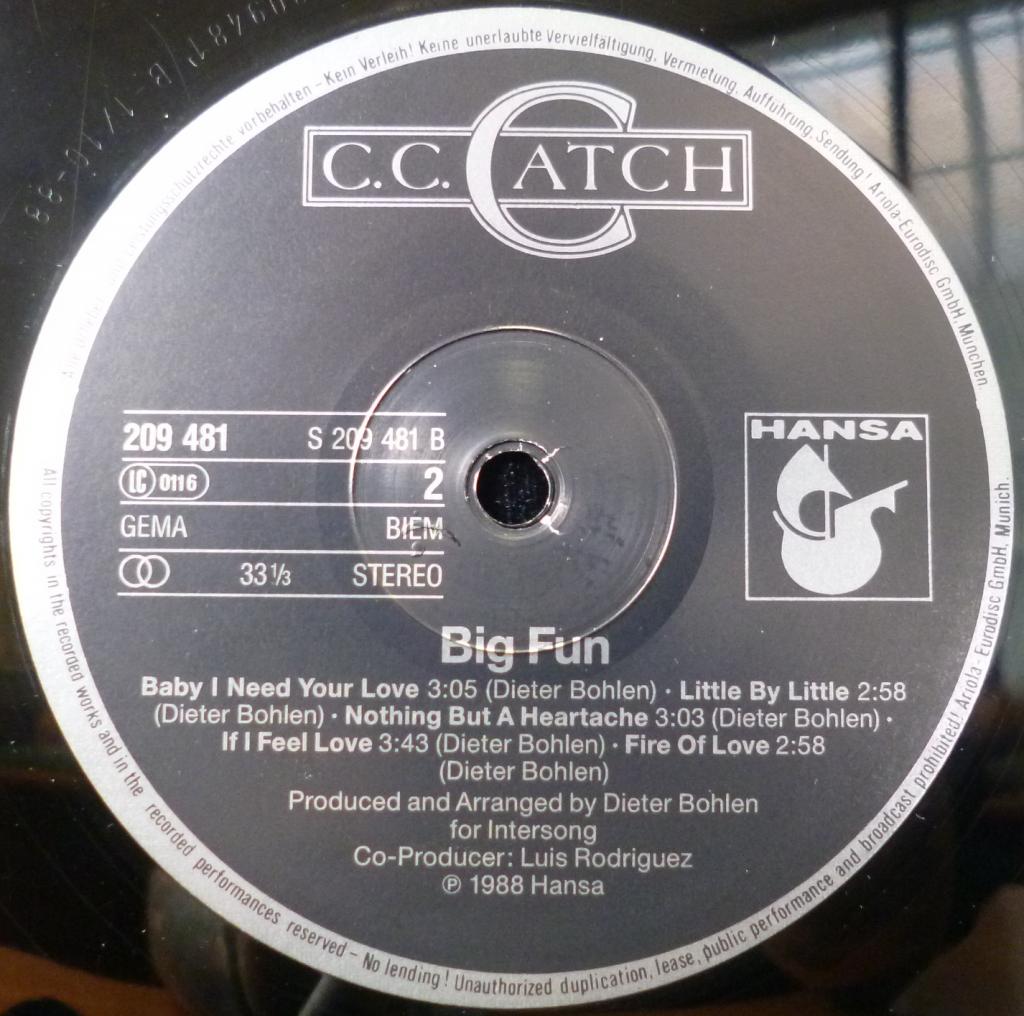 C.C. CATCH
209 481 S 209 481 B
LC 0116 2
GEMA BIEM
33 1/3 STEREO
HANSA
Big Fun
Baby I Need Your Love 3:05 (Dieter Bohlen) · Little By Little 2:58
(Dieter Bohlen) · Nothing But A Heartache 3:03 (Dieter Bohlen) ·
If I Feel Love 3:43 (Dieter Bohlen) · Fire Of Love 2:58
(Dieter Bohlen)
Produced and Arranged by Dieter Bohlen
for Intersong
Co-Producer: Luis Rodriguez
℗ 1988 Hansa
vorbehalten – Kein Verleih! Keine unerlaubte Vervielfältigung, Vermietung, Aufführung, Sendung! Ariola-Eurodisc GmbH, München.
All copyrights in the recorded works and in the recorded performances reserved – No lending! Unauthorized duplication, lease, public performance and broadcast prohibited! Ariola - Eurodisc GmbH, Munich.